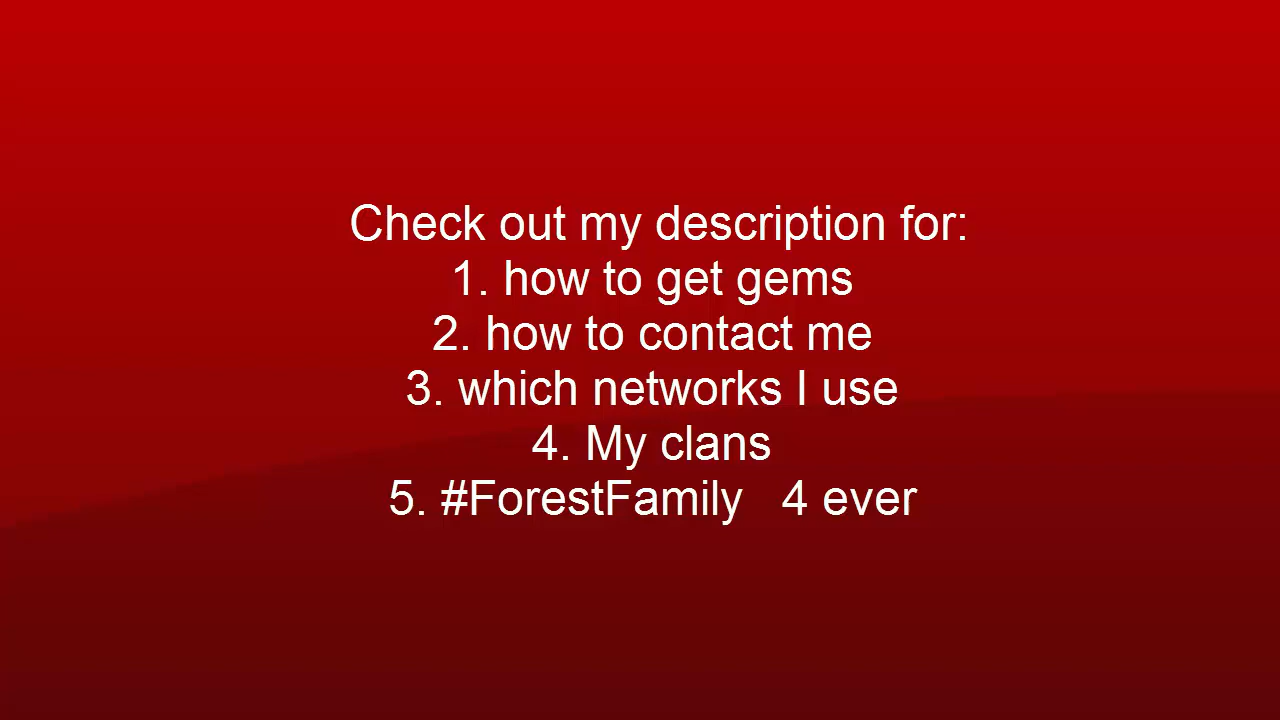 Check out my description for:
1. how to get gems
2. how to contact me
3. which networks I use
4. My clans
5. #ForestFamily   4 ever